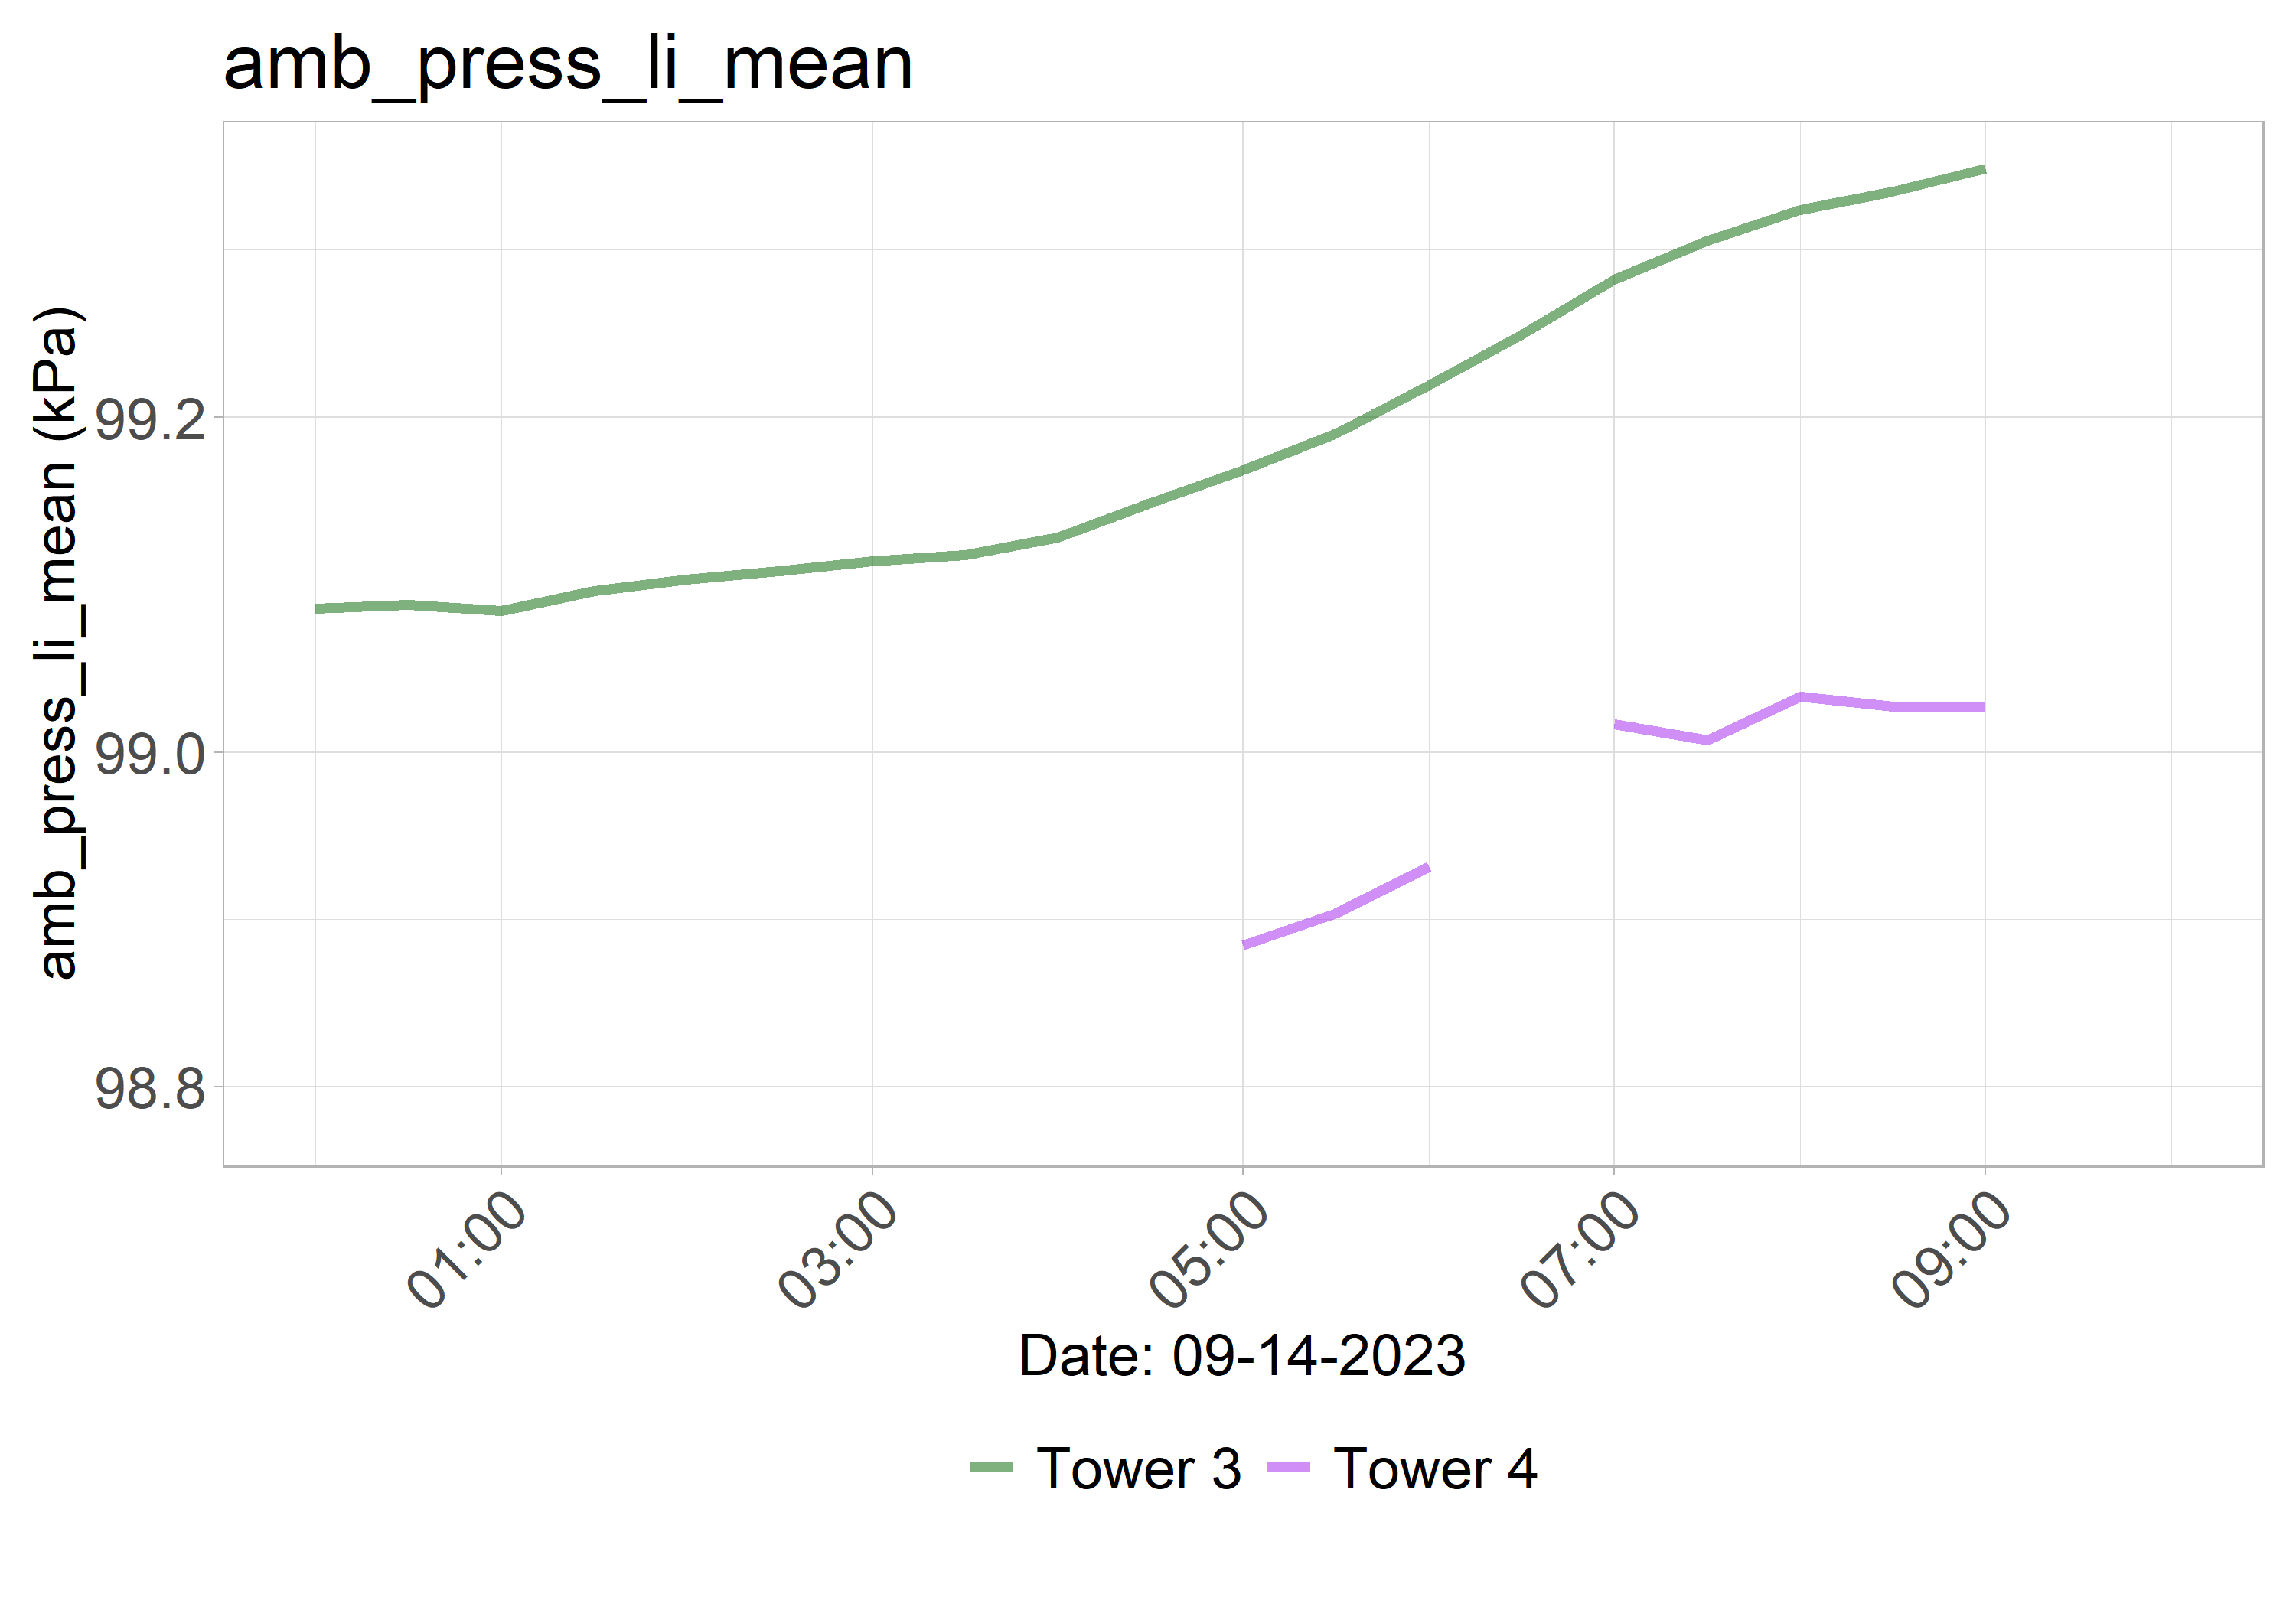 amb_press_li_mean
amb_press_li_mean (kPa)
99.2
99.0
98.8
01:00
03:00
05:00
07:00
09:00
Date: 09-14-2023
Tower 3
Tower 4